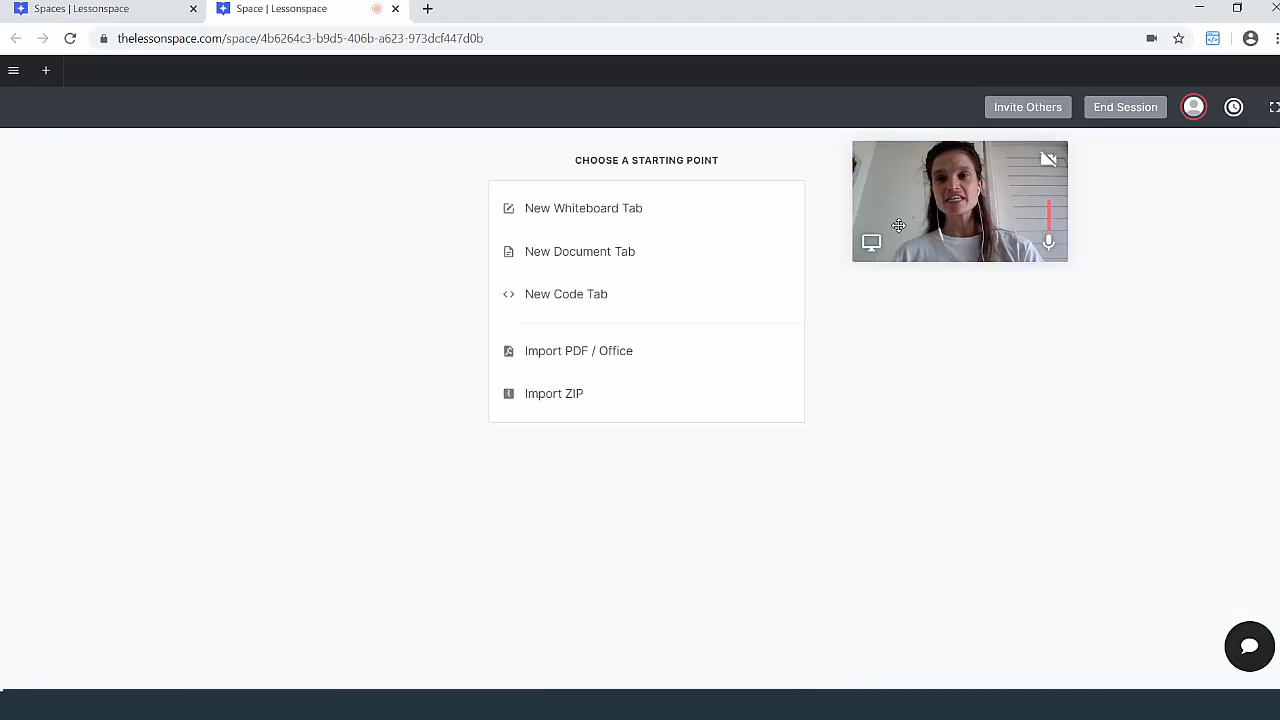 Spaces | Lessonspace
Space | Lessonspace
thelessonspace.com/space/4b6264c3-b9d5-406b-a623-973dcf447d0b
Invite Others
End Session
CHOOSE A STARTING POINT
New Whiteboard Tab
New Document Tab
New Code Tab
Import PDF / Office
Import ZIP